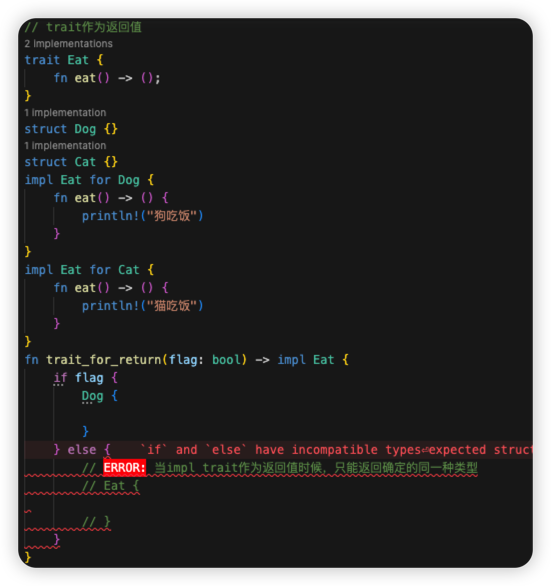 // trait作为返回值
2 implementations
trait Eat {
fn eat() -> ();
}
1 implementation
struct Dog {}
1 implementation
struct Cat {}
impl Eat for Dog {
fn eat() -> () {
println!("狗吃饭")
}
}
impl Eat for Cat {
fn eat() -> () {
println!("猫吃饭")
}
}
fn trait_for_return(flag: bool) -> impl Eat {
if flag {
Dog {
}
} else { `if` and `else` have incompatible types⏎expected struct
// ERROR: 当impl trait作为返回值时候，只能返回确定的同一种类型
// Eat {
// }
}
}